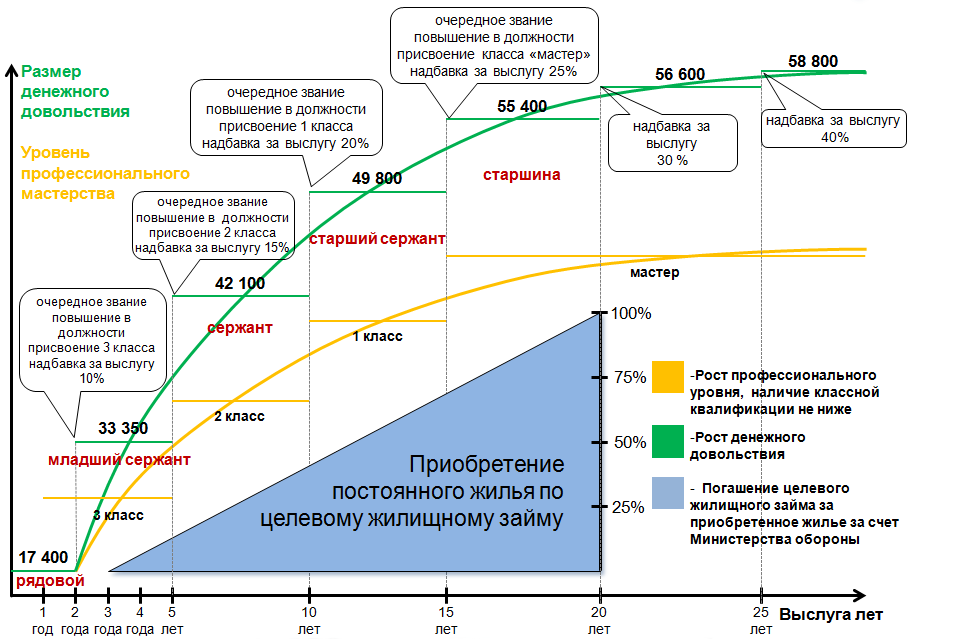 Размер
денежного
довольствия
Уровень
профессионального
мастерства
очередное звание
повышение в
должности
присвоение 3 класса
надбавка за выслугу
10%
очередное звание
повышение в должности
присвоение 2 класса
надбавка за выслугу 15%
очередное звание
повышение в должности
присвоение 1 класса
надбавка за выслугу 20%
очередное звание
повышение в должности
присвоение класса «мастер»
надбавка за выслугу 25%
надбавка за
выслугу
30 %
надбавка за выслугу
40%
17 400
33 350
42 100
49 800
55 400
56 600
58 800
рядовой
младший сержант
сержант
старший сержант
старшина
3 класс
2 класс
1 класс
мастер
Приобретение
постоянного жилья по
целевому жилищному займу
100%
75%
50%
25%
-Рост профессионального
уровня, наличие классной
квалификации не ниже
-Рост денежного
довольствия
- Погашение целевого
жилищного займа за
приобретенное жилье за счет
Министерства обороны
1
год
2
года
3
года
4
года
5
лет
10
лет
15
лет
20
лет
25
лет
Выслуга лет